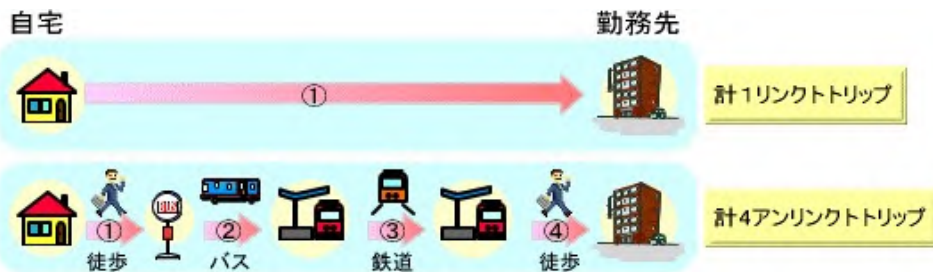 自宅 勤務先
① 計1リンクトトリップ
BUS
① ② ③ ④ 計4アンリンクトトリップ
徒歩 バス 鉄道 徒歩